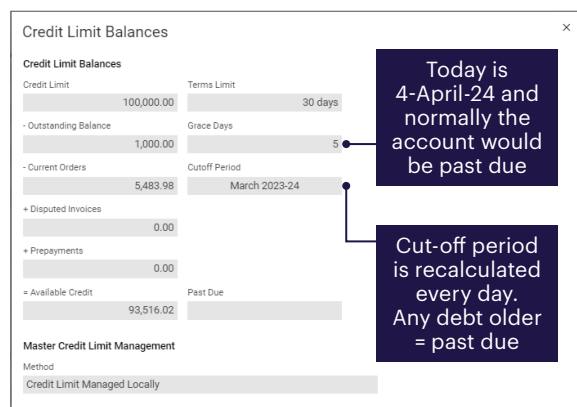 Credit Limit Balances
×
Credit Limit Balances
Credit Limit
Terms Limit
100,000.00
30 days
- Outstanding Balance
Grace Days
1,000.00
5
- Current Orders
Cutoff Period
5,483.98
March 2023-24
+ Disputed Invoices
0.00
+ Prepayments
0.00
= Available Credit
Past Due
93,516.02
Master Credit Limit Management
Method
Credit Limit Managed Locally
Today is
4-April-24 and
normally the
account would
be past due
Cut-off period
is recalculated
every day.
Any debt older
= past due